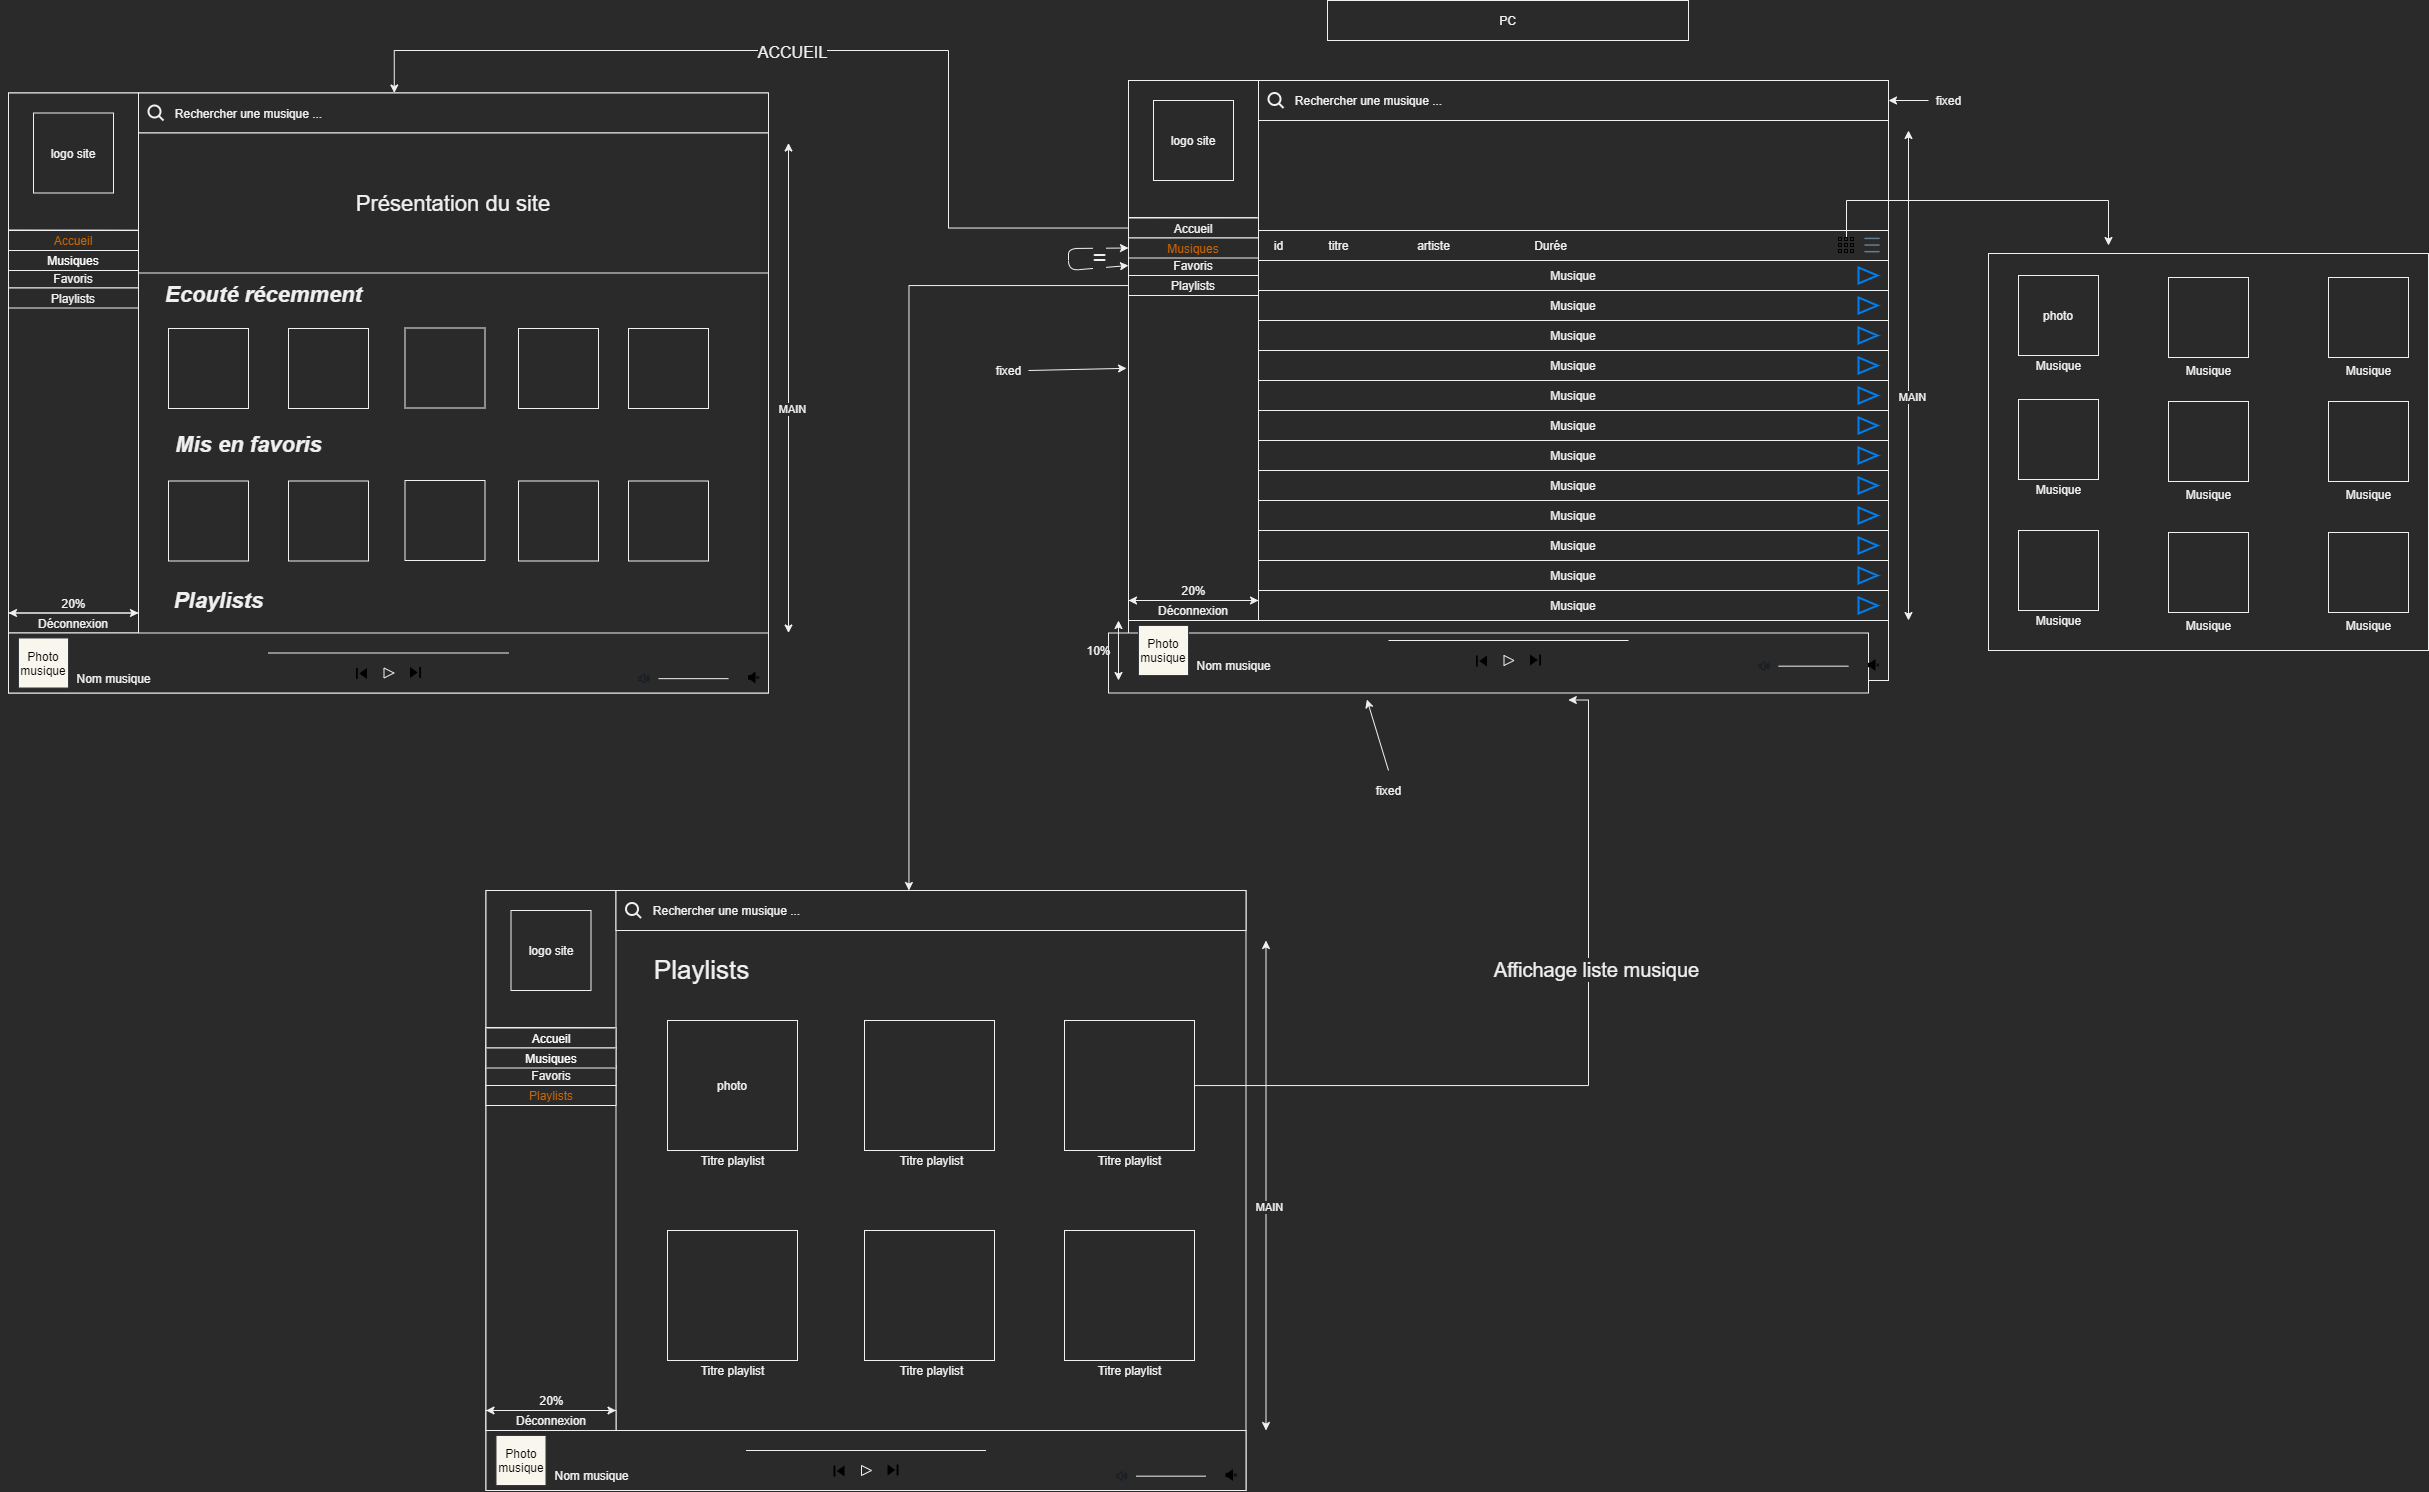 PC
ACCUEIL
Rechercher une musique ...
logo site
Présentation du site
Accueil
Musiques
Favoris
Playlists
Ecouté récemment
Mis en favoris
Playlists
MAIN
20%
Déconnexion
Photo
musique
Nom musique
Rechercher une musique ...
fixed
logo site
Accueil
Musiques
Favoris
Playlists
=
fixed
id titre artiste Durée
Musique
Musique
Musique
Musique
Musique
Musique
Musique
Musique
Musique
Musique
Musique
Musique
MAIN
20%
Déconnexion
10%
Photo
musique
Nom musique
fixed
photo
Musique Musique Musique
Musique Musique Musique
Musique Musique Musique
Rechercher une musique ...
logo site
Playlists
Accueil
Musiques
Favoris
Playlists
photo
Titre playlist Titre playlist Titre playlist
Titre playlist Titre playlist Titre playlist
MAIN
Affichage liste musique
20%
Déconnexion
Photo
musique
Nom musique